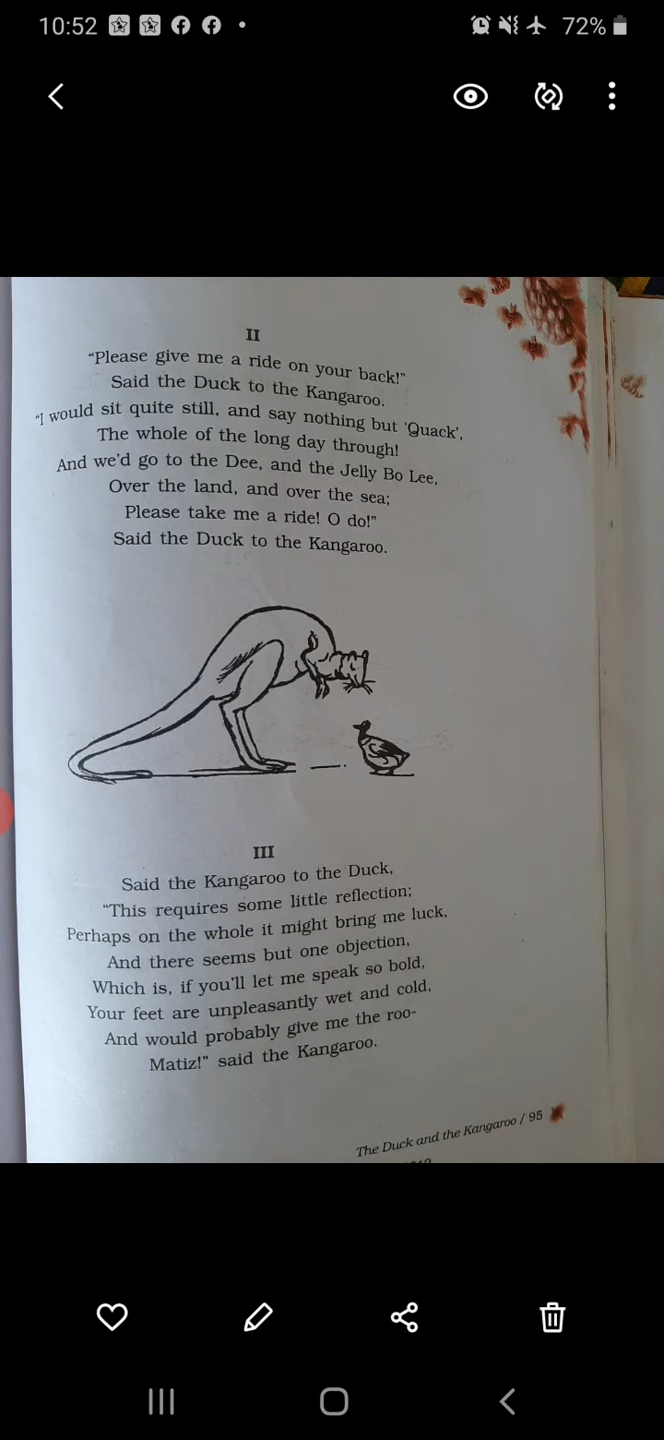 10:52
72%
II
“Please give me a ride on your back!”
Said the Duck to the Kangaroo.
“I would sit quite still, and say nothing but ‘Quack’,
The whole of the long day through!
And we’d go to the Dee, and the Jelly Bo Lee,
Over the land, and over the sea;
Please take me a ride! O do!”
Said the Duck to the Kangaroo.
III
Said the Kangaroo to the Duck,
“This requires some little reflection;
Perhaps on the whole it might bring me luck,
And there seems but one objection,
Which is, if you’ll let me speak so bold,
Your feet are unpleasantly wet and cold,
And would probably give me the roo-
Matiz!” said the Kangaroo.
The Duck and the Kangaroo / 95